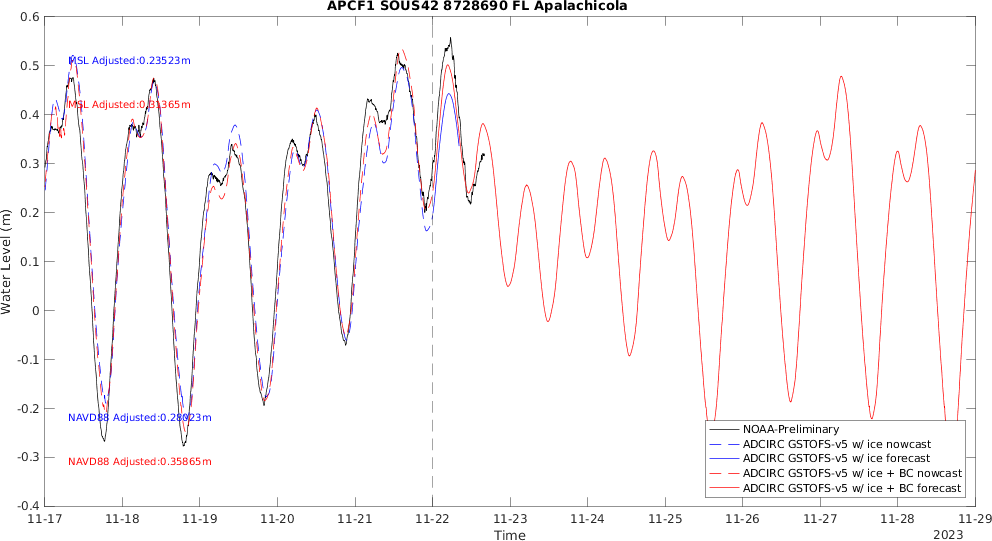 APCF1 SOUS42 8728690 FL Apalachicola
0.6
0.5
0.4
0.3
0.2
0.1
0
-0.1
-0.2
-0.3
-0.4
Water Level (m)
MSL Adjusted:0.23523m
MSL Adjusted:0.31365m
NAVD88 Adjusted:0.28023m
NAVD88 Adjusted:0.35865m
NOAA-Preliminary
ADCIRC GSTOFS-v5 w/ ice nowcast
ADCIRC GSTOFS-v5 w/ ice forecast
ADCIRC GSTOFS-v5 w/ ice + BC nowcast
ADCIRC GSTOFS-v5 w/ ice + BC forecast
11-17 11-18 11-19 11-20 11-21 11-22 11-23 11-24 11-25 11-26 11-27 11-28 11-29
Time
2023